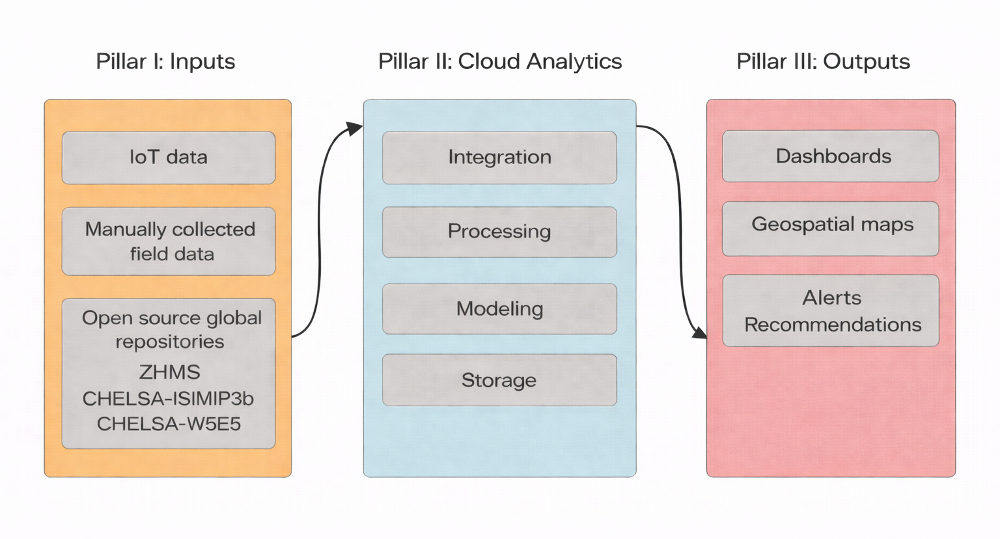 Pillar I: Inputs
IoT data
Manually collected
field data
Open source global
repositories
ZHMS
CHELSA-ISIMIP3b
CHELSA-W5E5
Pillar II: Cloud Analytics
Integration
Processing
Modeling
Storage
Pillar III: Outputs
Dashboards
Geospatial maps
Alerts
Recommendations